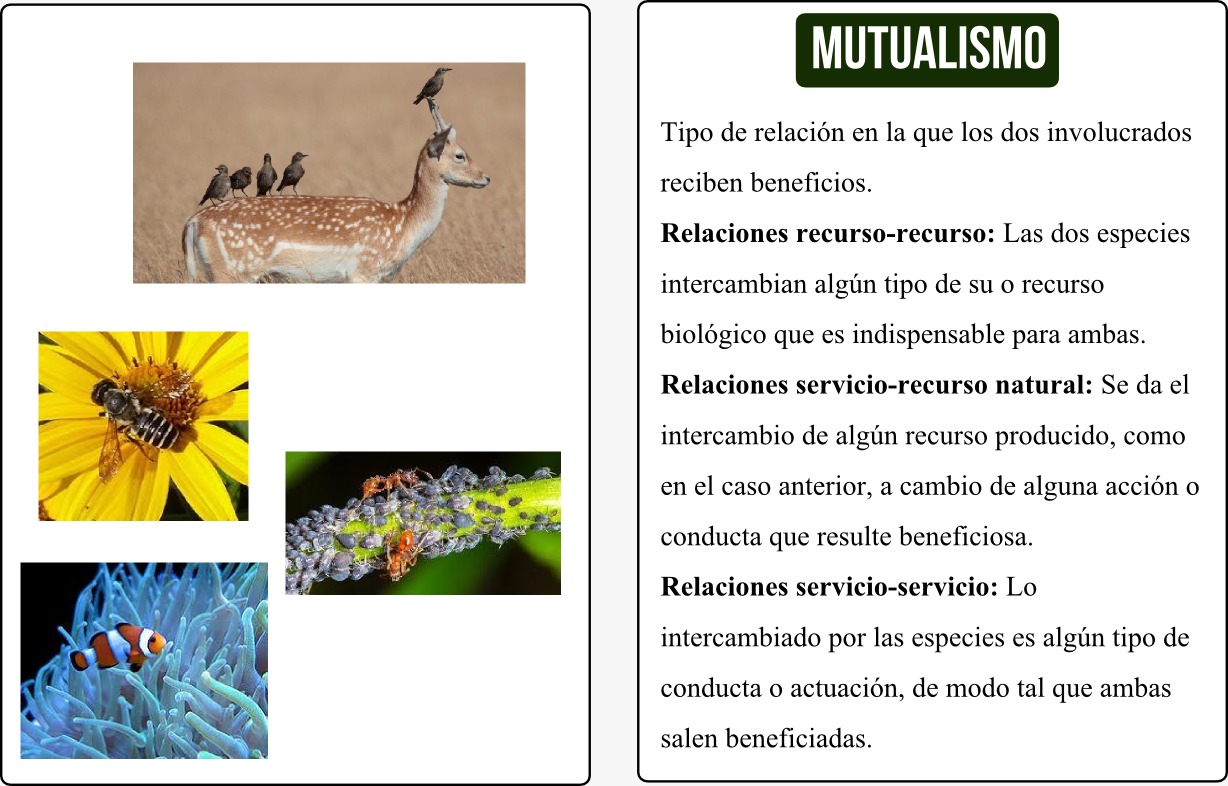 MUTUALISMO
Tipo de relación en la que los dos involucrados
reciben beneficios.
Relaciones recurso-recurso: Las dos especies
intercambian algún tipo de su o recurso
biológico que es indispensable para ambas.
Relaciones servicio-recurso natural: Se da el
intercambio de algún recurso producido, como
en el caso anterior, a cambio de alguna acción o
conducta que resulte beneficiosa.
Relaciones servicio-servicio: Lo
intercambiado por las especies es algún tipo de
conducta o actuación, de modo tal que ambas
salen beneficiadas.